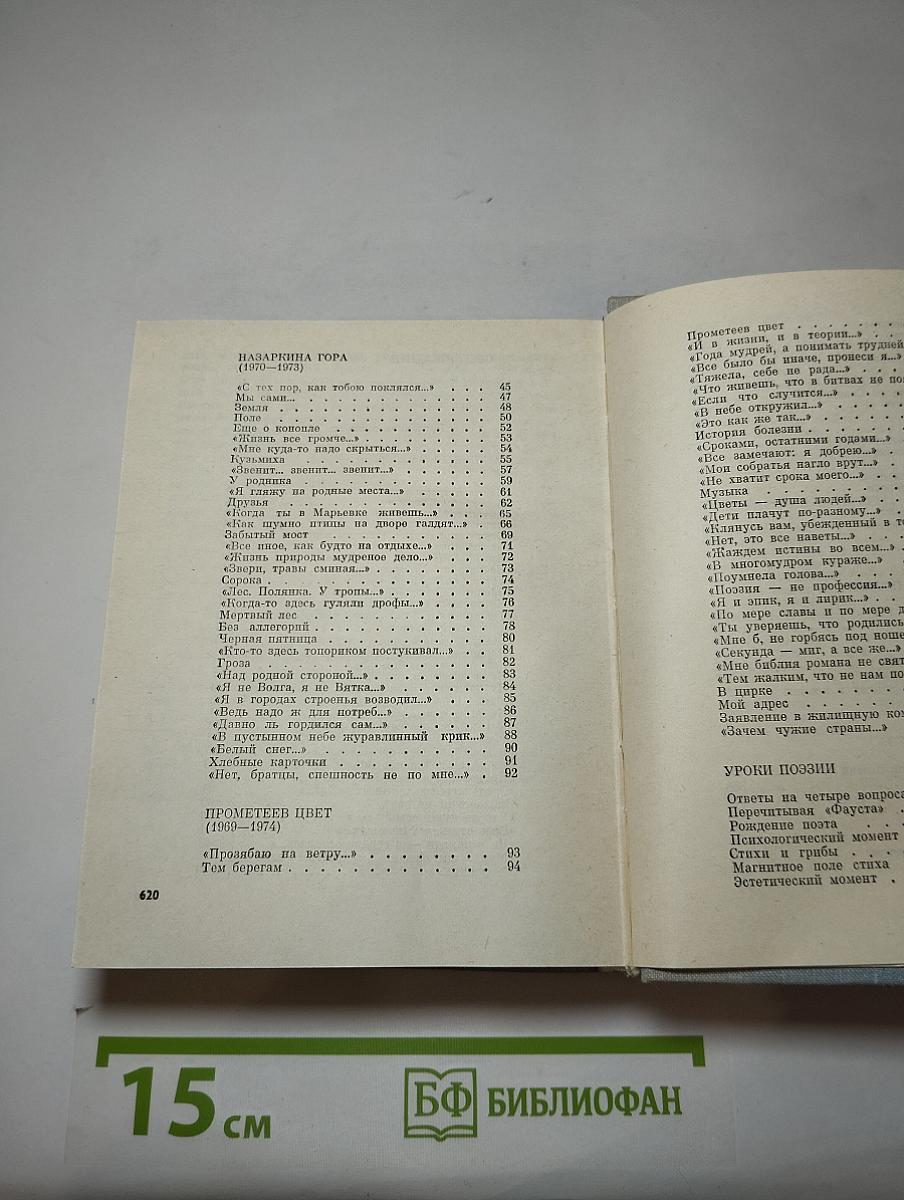 НАЗАРКИНА ГОРА
(1970—1973)
«С тех пор, как тобою поклялся...» . . . 45
Мы сами... . . . . . . . . . . . . . . 47
Земля . . . . . . . . . . . . . . . 48
Поле . . . . . . . . . . . . . . . 50
Еще о конопле . . . . . . . . . . . 52
«Жизнь все громче...» . . . . . . . . . 53
«Мне куда-то надо скрыться...» . . . . . 54
Кузьмиха . . . . . . . . . . . . . 55
«Звенит... звенит... звенит...» . . . . . . 57
У родника . . . . . . . . . . . . . 59
«Я гляжу на родные места...» . . . . . . 61
Друзья . . . . . . . . . . . . . . 62
«Когда ты в Марьевке живешь...» . . . 65
«Как шумно птицы на дворе галдят...» . 66
Забытый мост . . . . . . . . . . . 69
«Все иное, как будто на отдыхе...» . . . 71
«Жизнь природы мудреное дело...» . . . 72
«Звери, травы сминая...» . . . . . . . . 73
Сорока . . . . . . . . . . . . . . 74
«Лес. Полянка. У тропы...» . . . . . . . 75
«Когда-то здесь гуляли дрофы...» . . . . 76
Мертвый лес . . . . . . . . . . . . 77
Без аллегорий . . . . . . . . . . . . 78
Черная пятница . . . . . . . . . . . 80
«Кто-то здесь топориком постукивал...» . . 81
Гроза . . . . . . . . . . . . . . . 82
«Над родной стороной...» . . . . . . . . 83
«Я не Волга, я не Вятка...» . . . . . . 84
«Я в городах строенья возводил...» . . . 85
«Ведь надо ж для потреб...» . . . . . . 86
«Давно ль гордился сам...» . . . . . . . 87
«В пустынном небе журавлинный крик...» 88
«Белый снег...» . . . . . . . . . . . 90
Хлебные карточки . . . . . . . . . . 91
«Нет, братцы, спешность не по мне...» . 92
ПРОМЕТЕЕВ ЦВЕТ
(1969—1974)
«Прозябаю на ветру...» . . . . . . . . 93
Тем берегам . . . . . . . . . . . . . 94
620
Прометеев цвет . . . . . . .
«И в жизни, и в теории...» . .
«Года мудрей, а понимать трудней
«Все было бы иначе, пронеси я...»
«Тяжела, себе не рада...» . . . .
«Что живешь, что в битвах не
«Если что случится...» . . . . .
«В небе откружил...» . . . . . .
«Это как же так...» . . . . . .
История болезни . . . . . . .
«Сроками, остатними годами...» .
«Все замечают: я добрею...» . .
«Мои собратья нагло врут...» . .
«Не хватит срока моего...» . . .
Музыка . . . . . . . . . .
«Цветы — душа людей...» . . . .
«Дети плачут по-разному...» . . .
«Клянусь вам, убежденный в
«Нет, это все наветы...» . . . .
«Жаждем истины во всем...» .
«В многомудром кураже...» . .
«Поумнела голова...» . . . . .
«Поэзия — не профессия...» . .
«Я и эпик, я и лирик...» . . .
«По мере славы и по мере
«Ты уверяешь, что родились
«Мне б, не горбясь под
«Секунда — миг, а все же...»
«Мне библия романа не
«Тем жалким, что не нам
В цирке . . . . . . . .
Мой адрес . . . . . . .
Заявление в жилищную
«Зачем чужие страны...»
УРОКИ ПОЭЗИИ
Ответы на четыре вопроса
Перечитывая «Фауста» .
Рождение поэта . . .
Психологический момент
Стихи и грибы . . . .
Магнитное поле стиха
Эстетический момент .
15 см
БФ БИБЛИОФАН